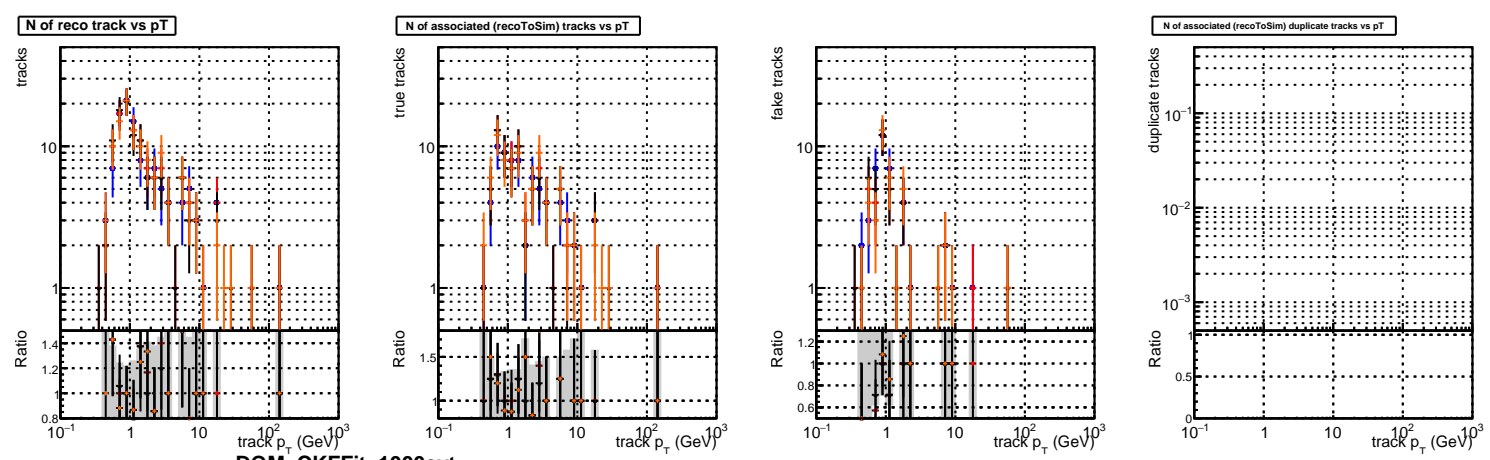 N of reco track vs pT
N of associated (recoToSim) tracks vs pT
N of associated (recoToSim) duplicate tracks vs pT
tracks
10
1
Ratio
1.4
1.2
1
0.8
10⁻¹ 1 10 10² 10³
track p_T (GeV)
true tracks
10
1
Ratio
1.5
1
10⁻¹ 1 10 10² 10³
track p_T (GeV)
fake tracks
10
1
Ratio
1.2
1
0.8
0.6
10⁻¹ 1 10 10² 10³
track p_T (GeV)
duplicate tracks
10⁻¹
10⁻²
10⁻³
Ratio
1
0.5
0
10⁻¹ 1 10 10² 10³
track p_T (GeV)